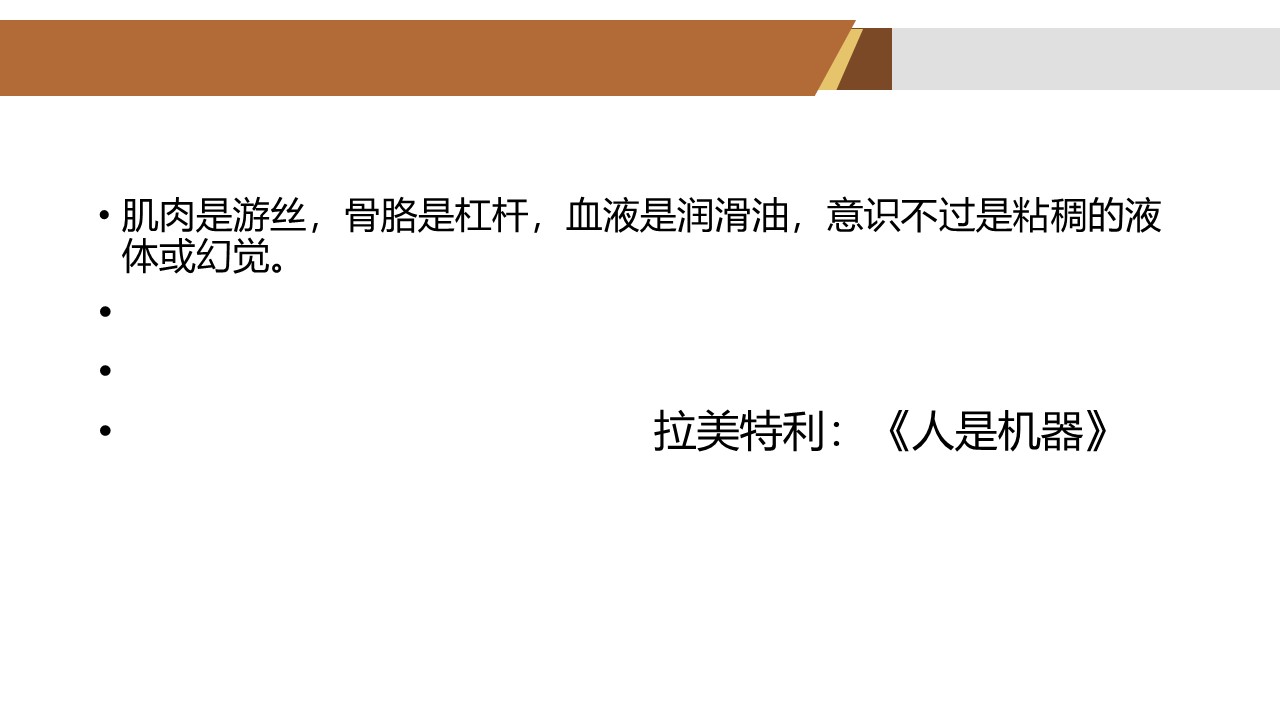 • 肌肉是游丝，骨胳是杠杆，血液是润滑油，意识不过是粘稠的液
体或幻觉。
•
•
• 拉美特利：《人是机器》